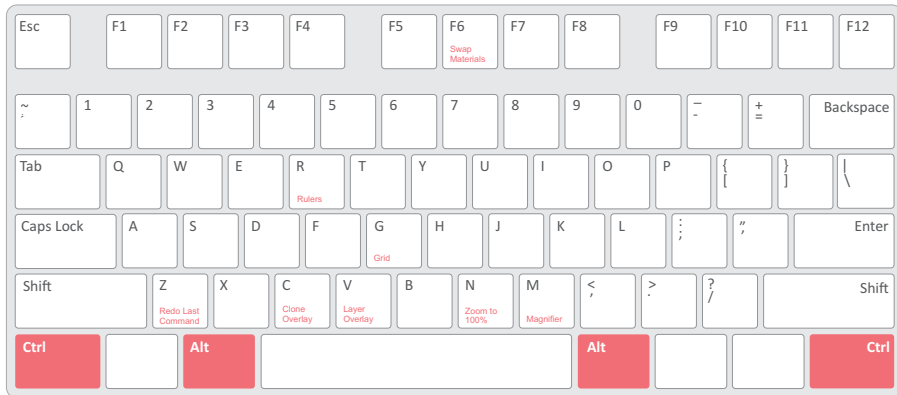 Esc F1 F2 F3 F4 F5 F6 F7 F8 F9 F10 F11 F12
Swap
Materials
~ 1 2 3 4 5 6 7 8 9 0 _ + Backspace
- =
Tab Q W E R T Y U I O P { } |
[ ] \
Rulers
Caps Lock A S D F G H J K L : " Enter
; ,
Grid
Shift Z X C V B N M < > ? Shift
, . /
Redo Last Clone Layer Zoom to Magnifier
Command Overlay Overlay 100%
Ctrl Alt Alt Ctrl